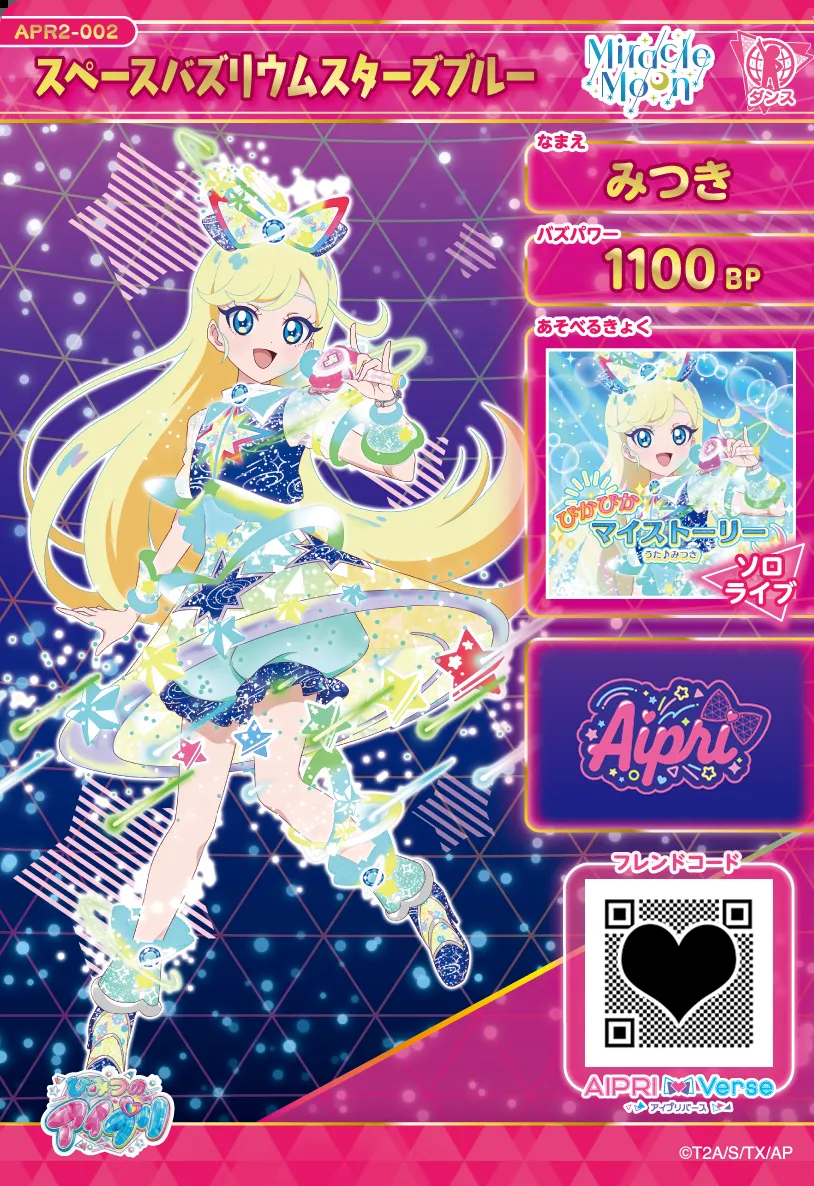 APR2-002
スペースバズリウムスターズブルー
Miracle
Moon
ダンス
なまえ
みつき
バズパワー
1100 BP
あそべるきょく
ぴかぴか
マイストーリー
うた♪みつき
ソロ
ライブ
Aipri
フレンドコード
AIPRI Verse
アイプリバース
ひみつの
アイプリ
©T2A/S/TX/AP